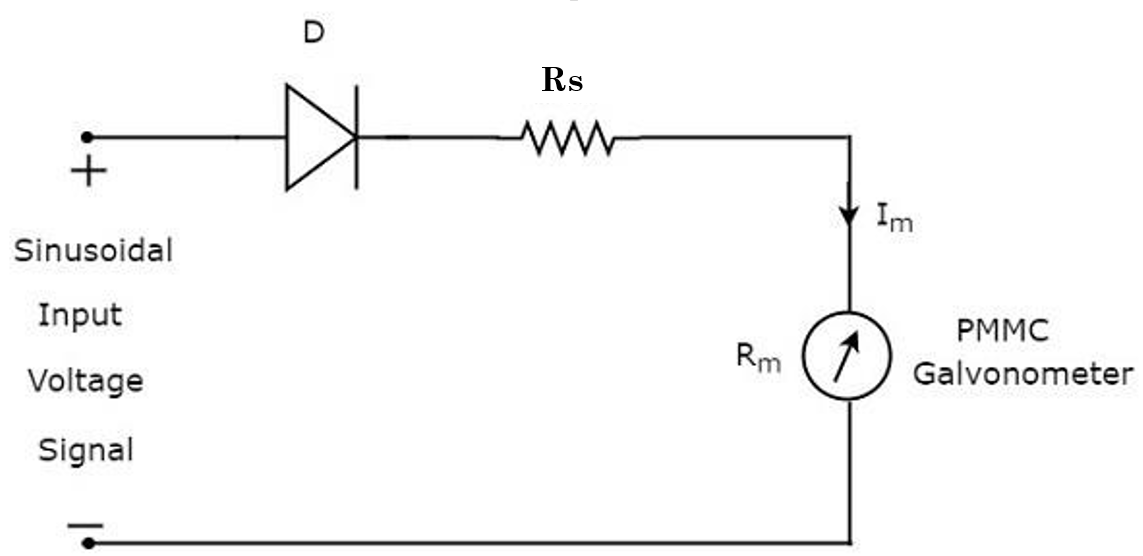 D
Rs
+
Im
Sinusoidal
Input
Voltage
Signal
−
Rm
PMMC
Galvonometer